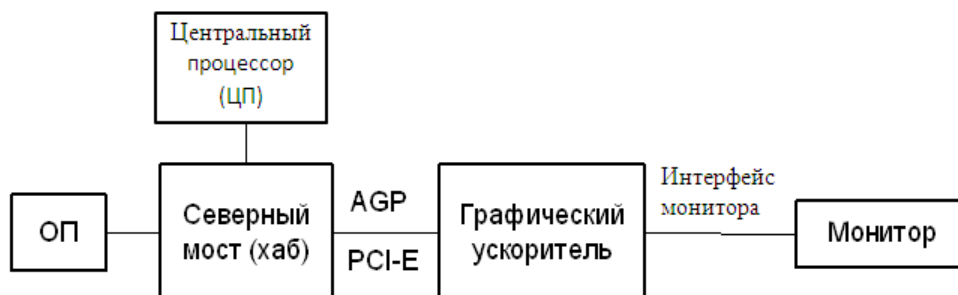 Центральный
процессор
(ЦП)
ОП
Северный
мост (хаб)
AGP
PCI-E
Графический
ускоритель
Интерфейс
монитора
Монитор